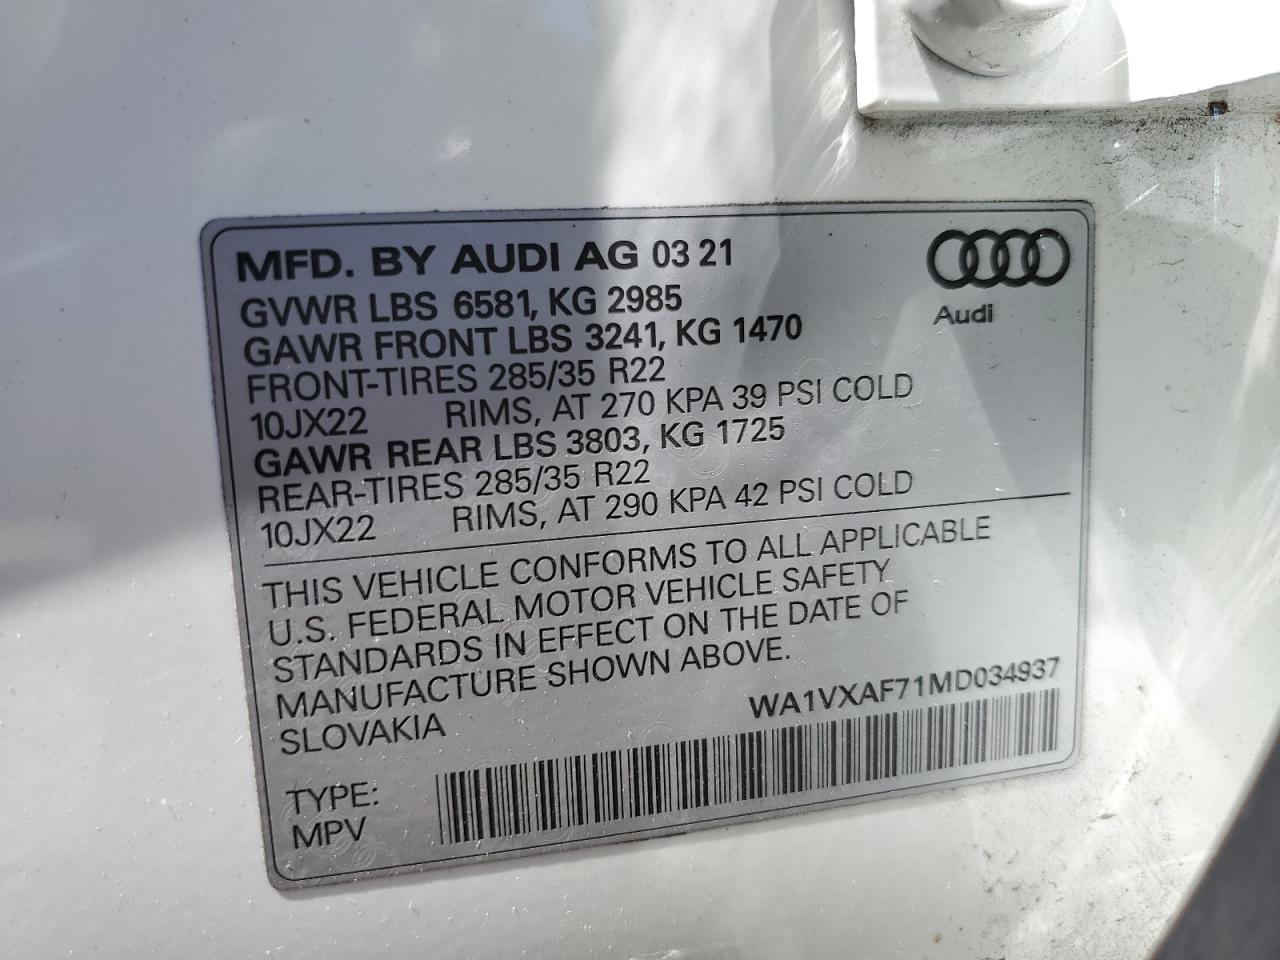 MFD. BY AUDI AG 03 21
Audi
GVWR LBS 6581, KG 2985
GAWR FRONT LBS 3241, KG 1470
FRONT-TIRES 285/35 R22
10JX22 RIMS, AT 270 KPA 39 PSI COLD
GAWR REAR LBS 3803, KG 1725
REAR-TIRES 285/35 R22
10JX22 RIMS, AT 290 KPA 42 PSI COLD
THIS VEHICLE CONFORMS TO ALL APPLICABLE
U.S. FEDERAL MOTOR VEHICLE SAFETY
STANDARDS IN EFFECT ON THE DATE OF
MANUFACTURE SHOWN ABOVE.
SLOVAKIA
WA1VXAF71MD034937
TYPE:
MPV